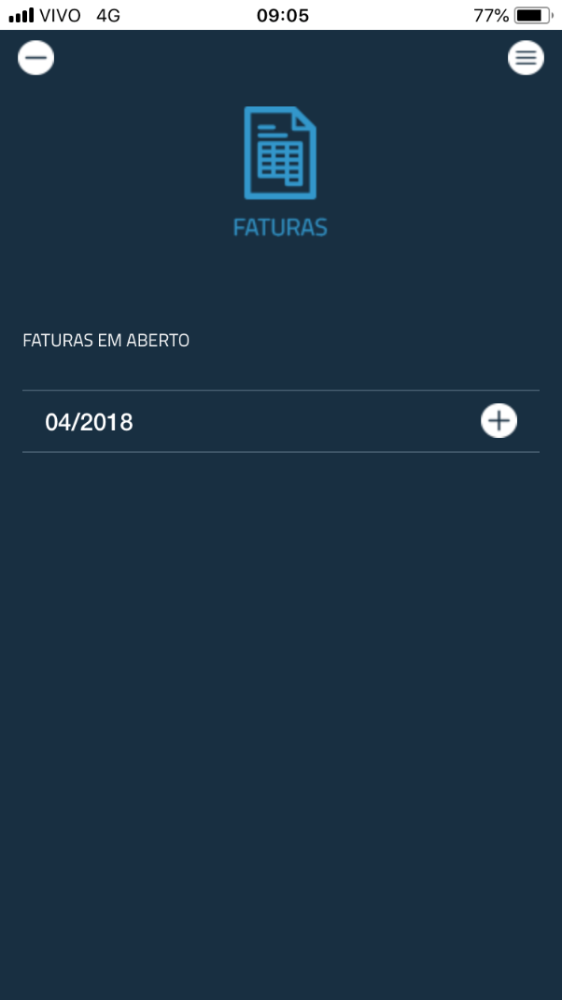 VIVO 4G 09:05 77%
FATURAS
FATURAS EM ABERTO
04/2018